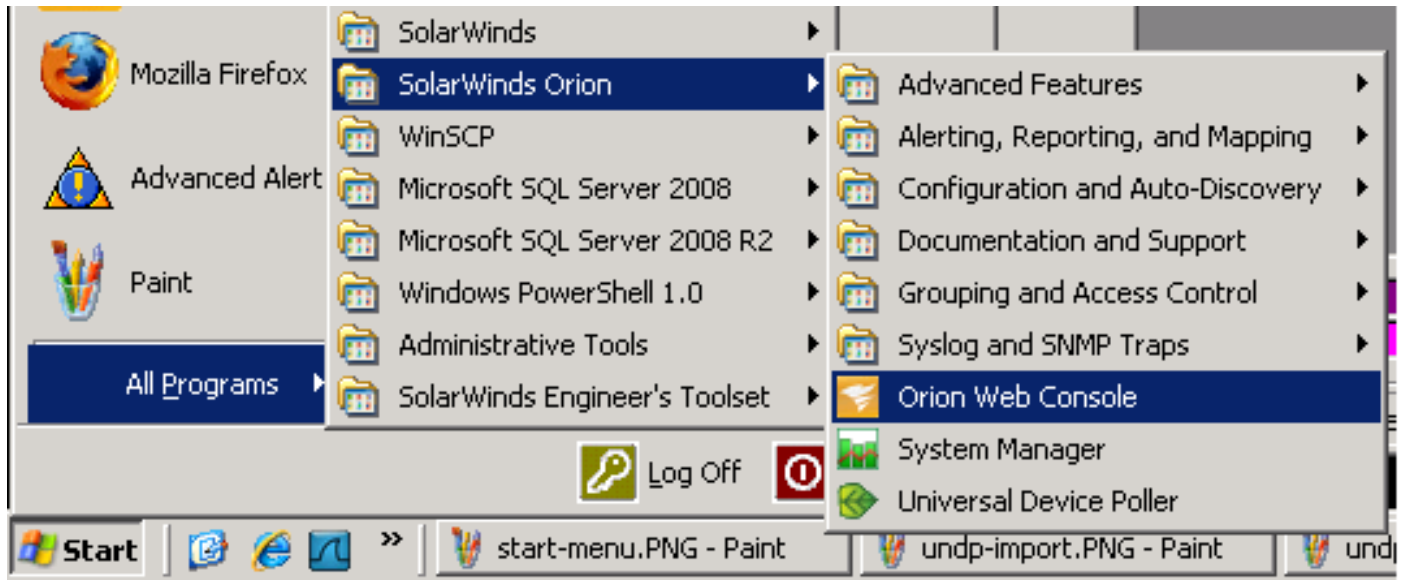 Mozilla Firefox
Advanced Alert
Paint
All Programs
SolarWinds
SolarWinds Orion
WinSCP
Microsoft SQL Server 2008
Microsoft SQL Server 2008 R2
Windows PowerShell 1.0
Administrative Tools
SolarWinds Engineer's Toolset
Advanced Features
Alerting, Reporting, and Mapping
Configuration and Auto-Discovery
Documentation and Support
Grouping and Access Control
Syslog and SNMP Traps
Orion Web Console
System Manager
Universal Device Poller
Log Off
Start
»
start-menu.PNG - Paint
undp-import.PNG - Paint